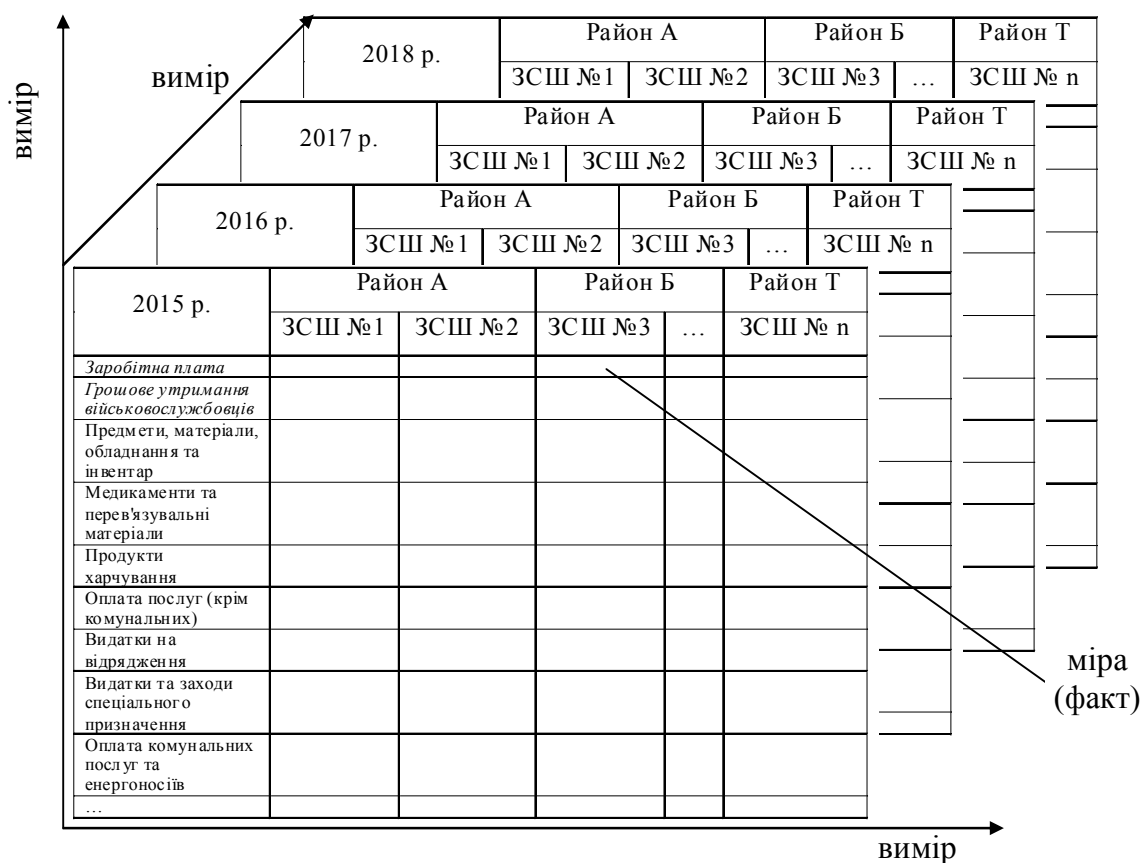 2018 р.
Район А
Район Б
Район Т
ЗСШ №1
ЗСШ №2
ЗСШ №3
…
ЗСШ № n
вимір
вимір
2017 р.
Район А
Район Б
Район Т
ЗСШ №1
ЗСШ №2
ЗСШ №3
…
ЗСШ № n
2016 р.
Район А
Район Б
Район Т
ЗСШ №1
ЗСШ №2
ЗСШ №3
…
ЗСШ № n
2015 р.
Район А
Район Б
Район Т
ЗСШ №1
ЗСШ №2
ЗСШ №3
…
ЗСШ № n
Заробітна плата
Грошове утримання
військовослужбовців
Предмети, матеріали,
обладнання та
інвентар
Медикаменти та
перев'язувальні
матеріали
Продукти
харчування
Оплата послуг (крім
комунальних)
Видатки на
відрядження
Видатки та заходи
спеціального
призначення
Оплата комунальних
послуг та
енергоносіїв
…
міра
(факт)
вимір